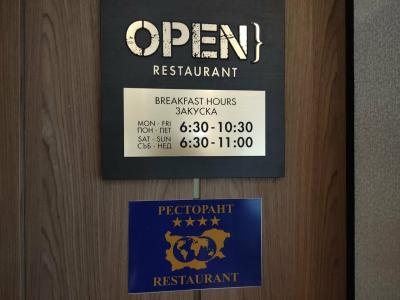 OPEN}
RESTAURANT
BREAKFAST HOURS
ЗАКУСКА
MON - FRI
ПОН - ПЕТ 6:30-10:30
SAT - SUN
СЪБ - НЕД 6:30-11:00
РЕСТОРАНТ
★★★★
RESTAURANT